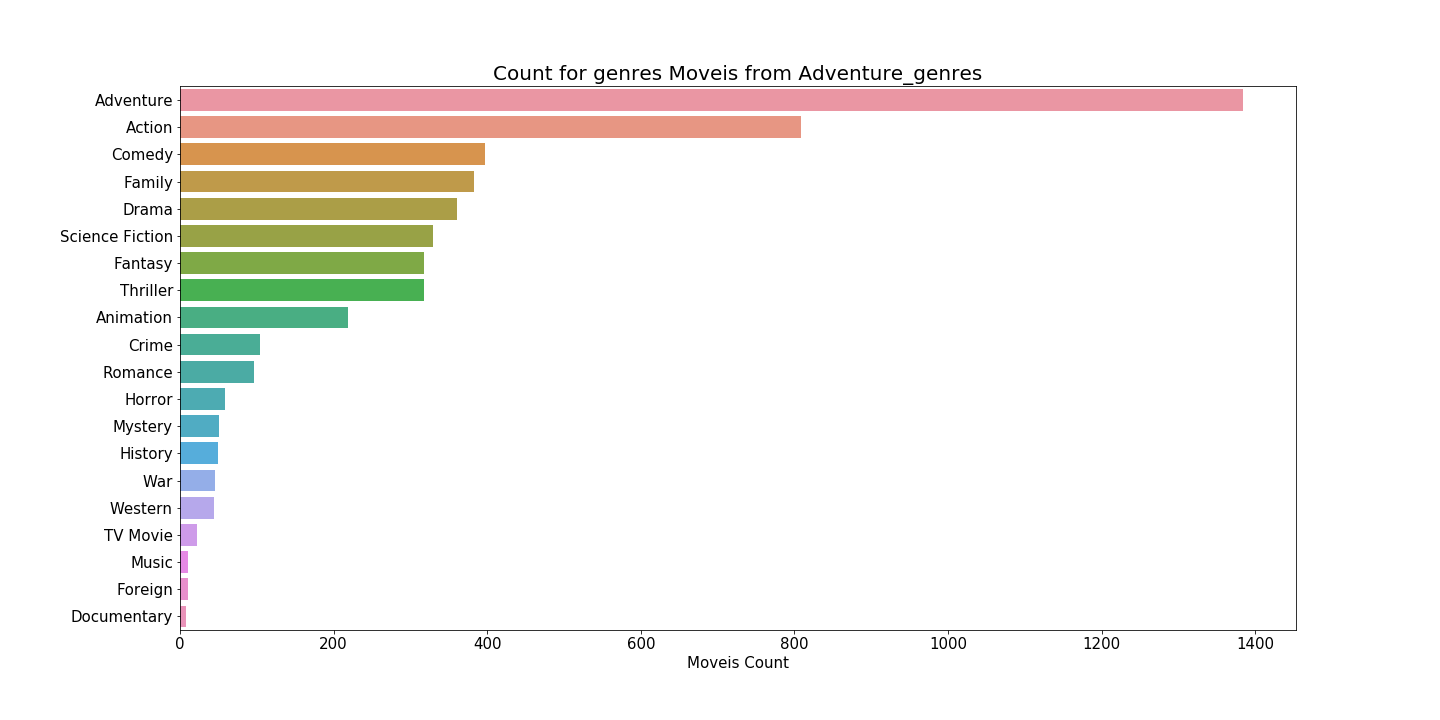 Count for genres Moveis from Adventure_genres
Adventure
Action
Comedy
Family
Drama
Science Fiction
Fantasy
Thriller
Animation
Crime
Romance
Horror
Mystery
History
War
Western
TV Movie
Music
Foreign
Documentary
0 200 400 600 800 1000 1200 1400
Moveis Count